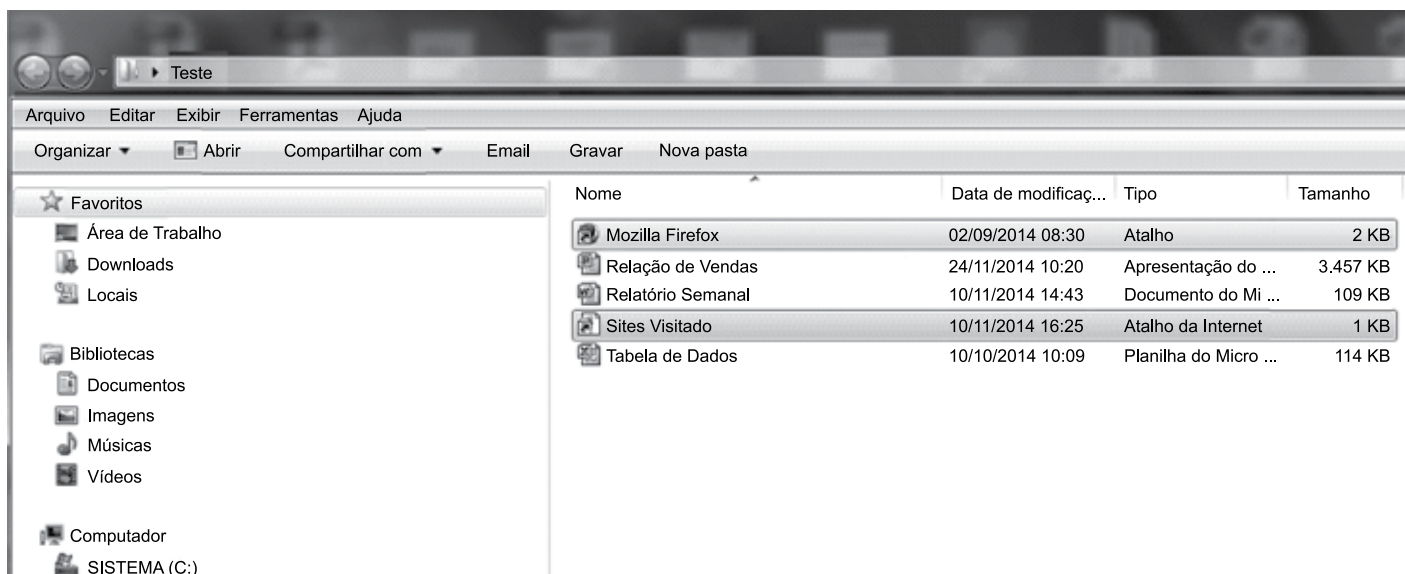 Teste
Arquivo Editar Exibir Ferramentas Ajuda
Organizar Abrir Compartilhar com Email Gravar Nova pasta
Favoritos
Área de Trabalho
Downloads
Locais
Bibliotecas
Documentos
Imagens
Músicas
Vídeos
Computador
SISTEMA (C:)
Nome Data de modificaç... Tipo Tamanho
Mozilla Firefox 02/09/2014 08:30 Atalho 2 KB
Relação de Vendas 24/11/2014 10:20 Apresentação do ... 3.457 KB
Relatório Semanal 10/11/2014 14:43 Documento do Mi ... 109 KB
Sites Visitado 10/11/2014 16:25 Atalho da Internet 1 KB
Tabela de Dados 10/10/2014 10:09 Planilha do Micro ... 114 KB